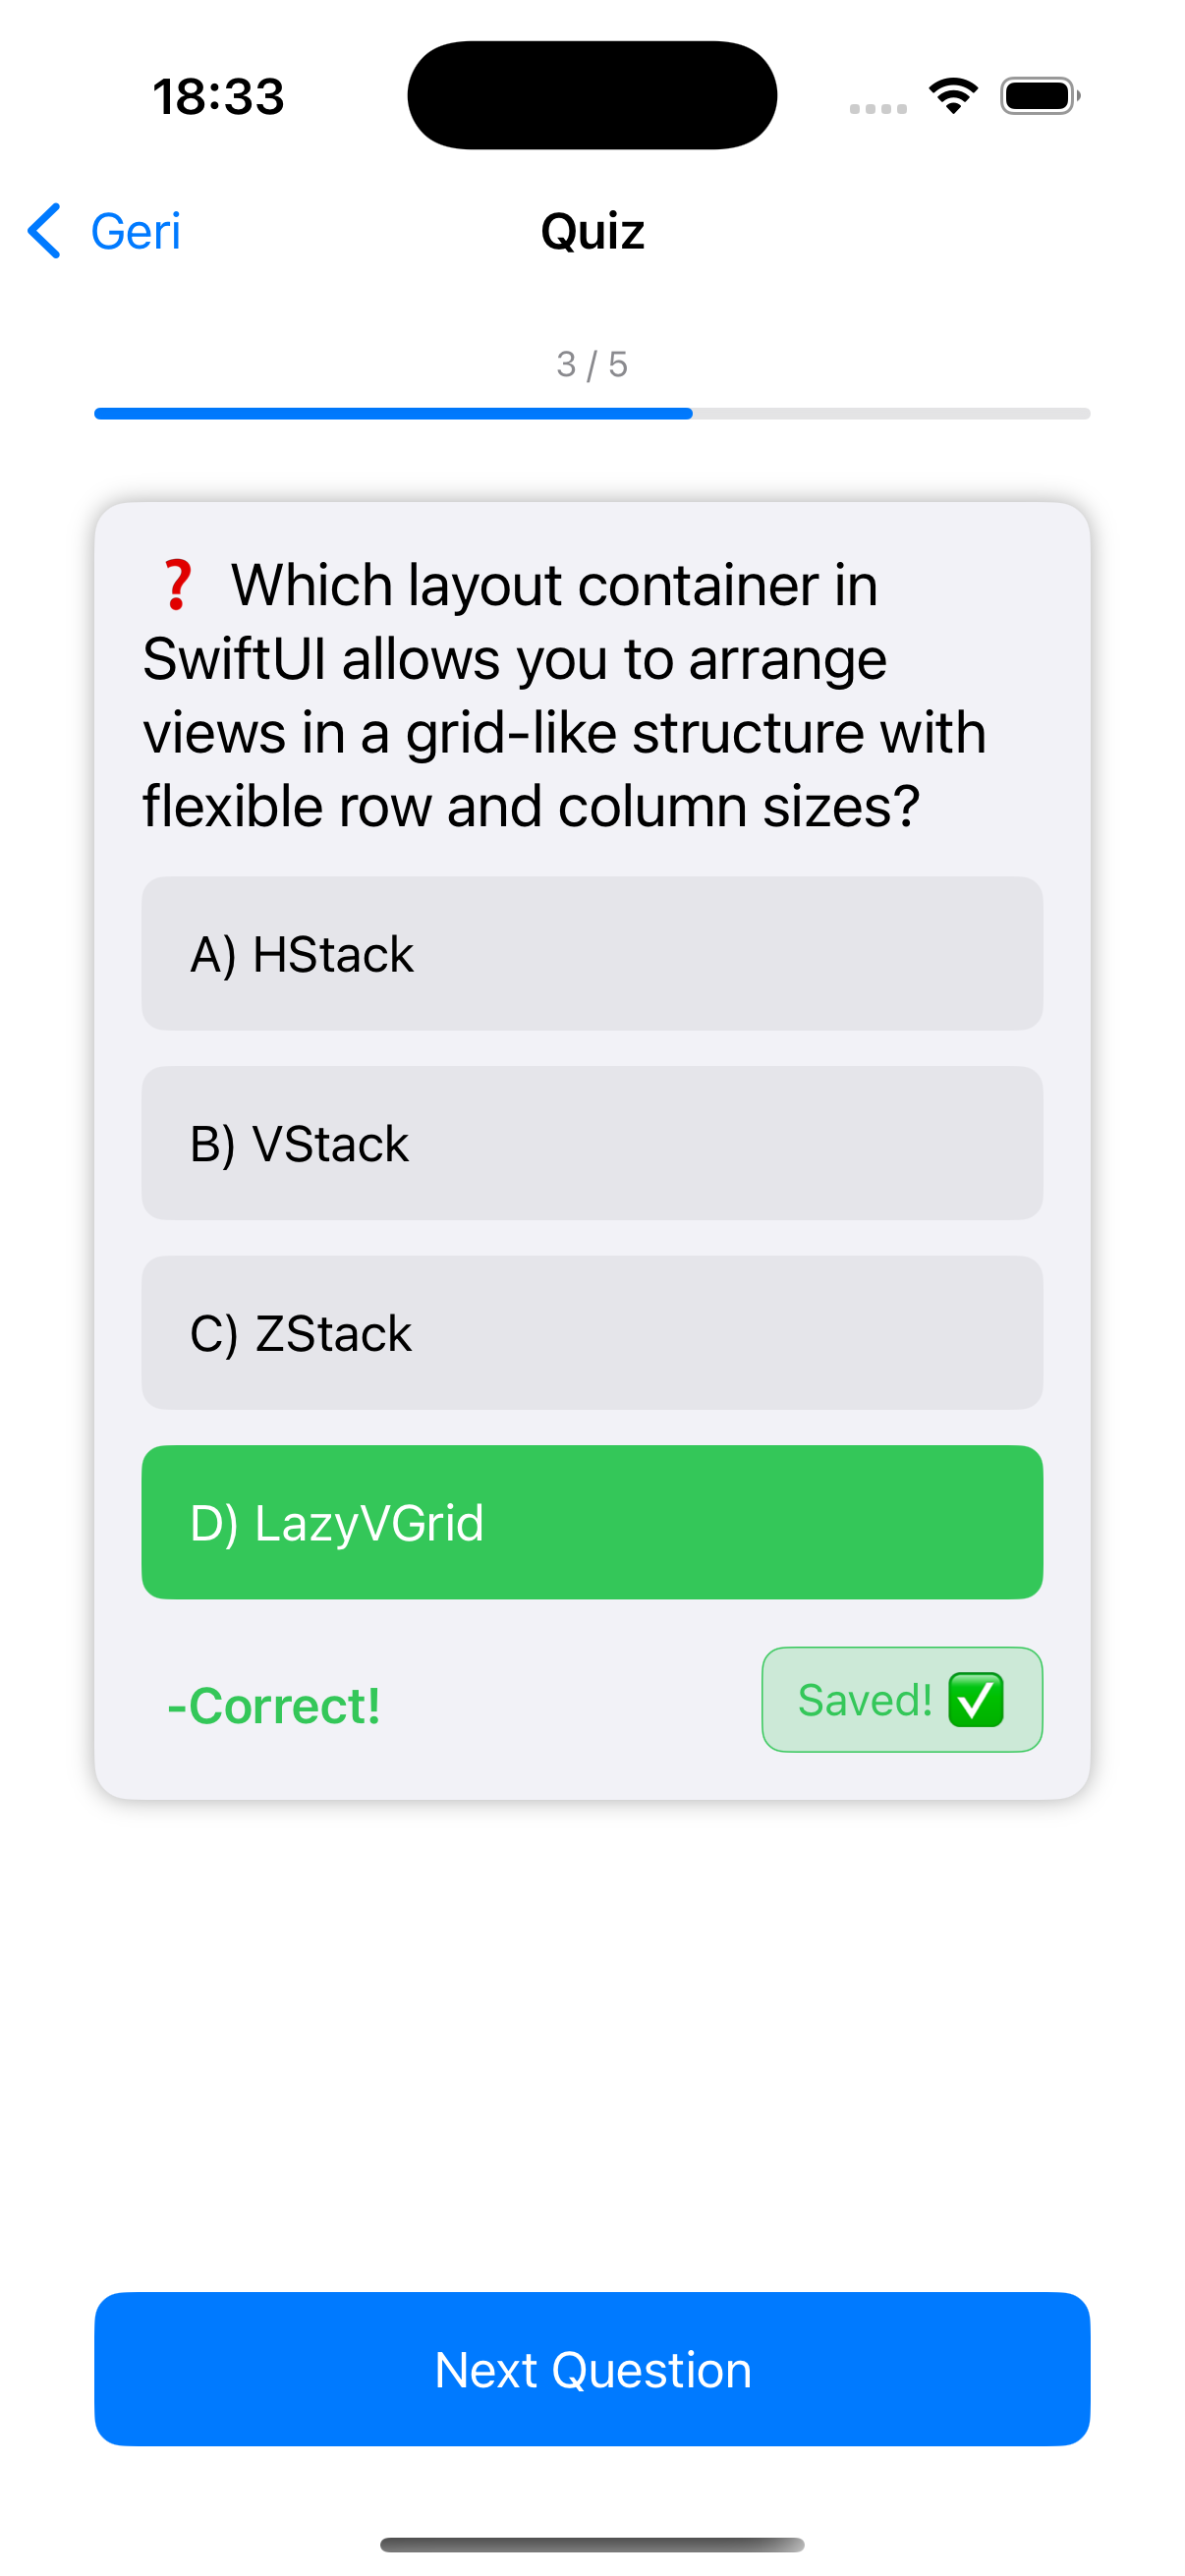 18:33
Geri
Quiz
3 / 5
❓ Which layout container in
SwiftUI allows you to arrange
views in a grid-like structure with
flexible row and column sizes?
A) HStack
B) VStack
C) ZStack
D) LazyVGrid
-Correct!
Saved! ✅
Next Question